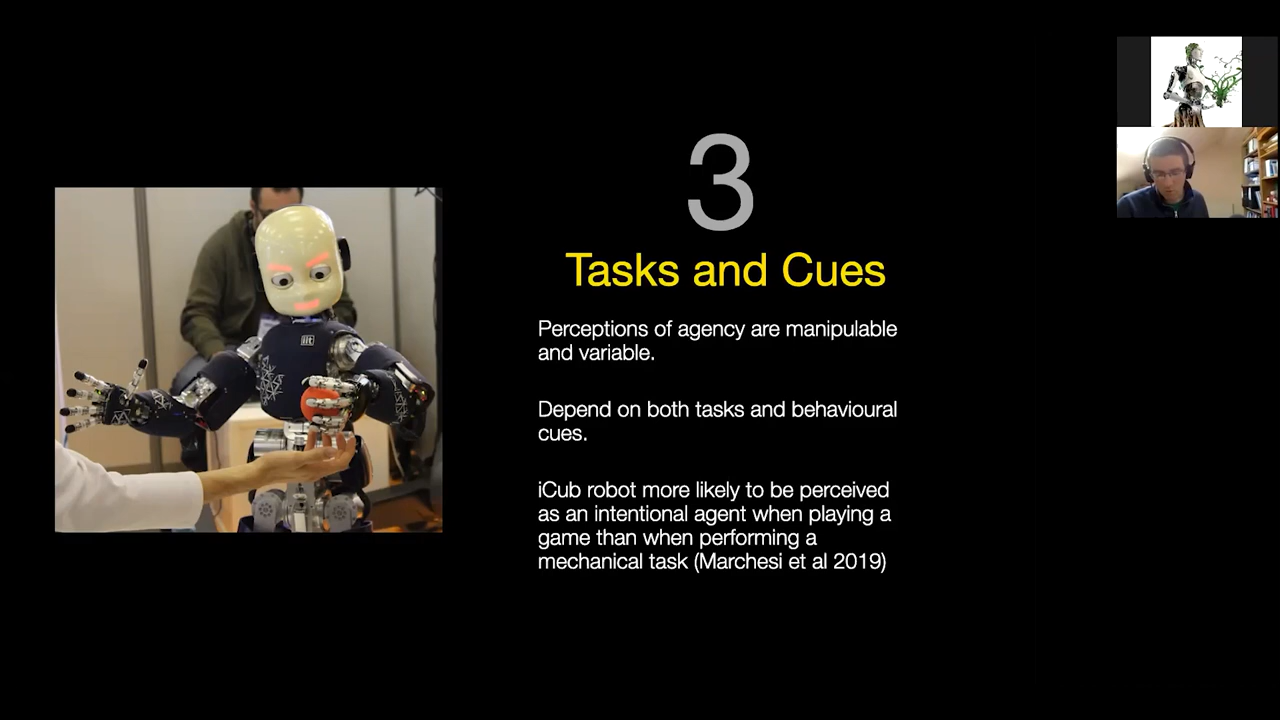 3
Tasks and Cues
Perceptions of agency are manipulable
and variable.
Depend on both tasks and behavioural
cues.
iCub robot more likely to be perceived
as an intentional agent when playing a
game than when performing a
mechanical task (Marchesi et al 2019)
iit